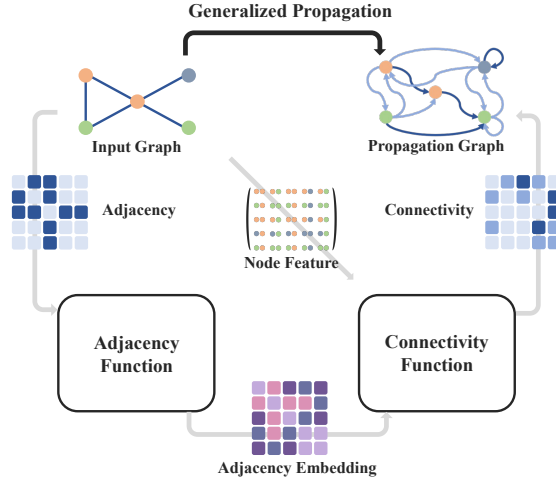 Generalized Propagation
Input Graph
Propagation Graph
Adjacency
Connectivity
Node Feature
Adjacency
Function
Connectivity
Function
Adjacency Embedding